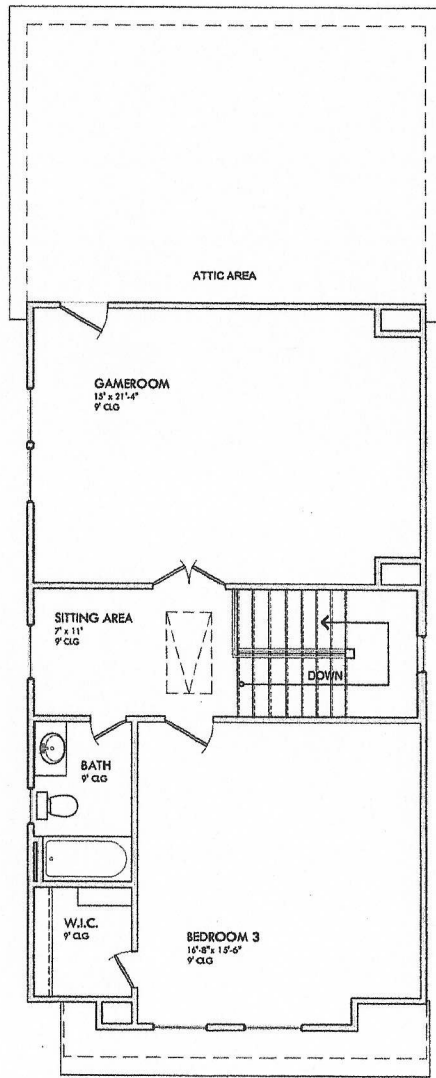 ATTIC AREA
GAMEROOM
15' x 21'-4"
9' CLG
SITTING AREA
7' x 11'
9' CLG
DOWN
BATH
9' CLG
W.I.C.
9' CLG
BEDROOM 3
16'-8" x 15'-6"
9' CLG